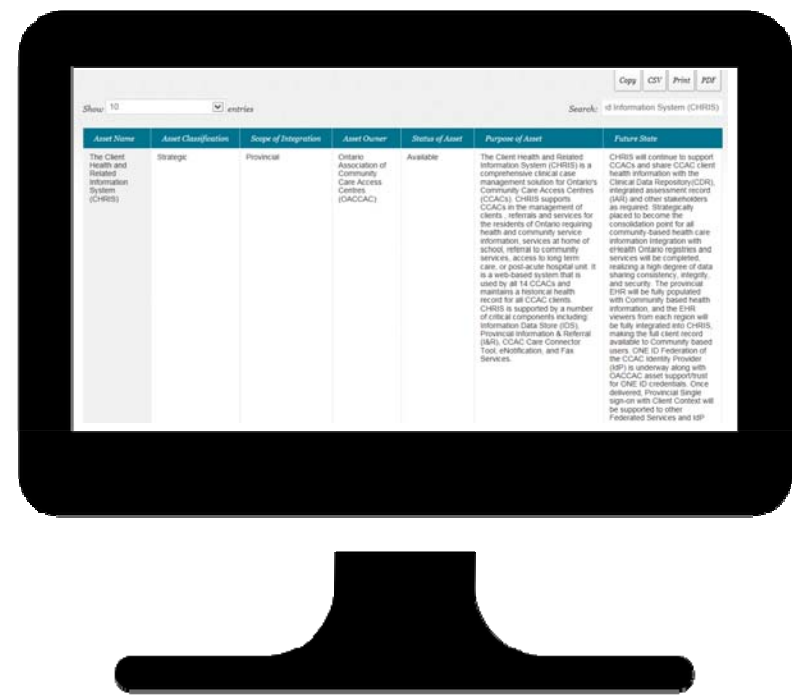 Copy CSV Print PDF
Show 10 entries
Search: d Information System (CHRIS)
Asset Name Asset Classification Scope of Integration Asset Owner Status of Asset Purpose of Asset Future State
The Client
Health and
Related
Information
System
(CHRIS)
Strategic
Provincial
Ontario
Association of
Community
Care Access
Centres
(OACCAC)
Available
The Client Health and Related
Information System (CHRIS) is a
comprehensive clinical case
management solution for Ontario's
Community Care Access Centres
(CCACs). CHRIS supports
CCACs in the management of
clients , referrals and services for
the residents of Ontario requiring
health and community service
information, services at home of
school, referral to community
services, access to long term
care, or post-acute hospital unit. It
is a web-based system that is
used by all 14 CCACs and
maintains a historical health
record for all CCAC clients.
CHRIS is supported by a number
of critical components including:
Information Data Store (IDS),
Provincial Information & Referral
(I&R), CCAC Care Connector
Tool, eNotification, and Fax
Services.
CHRIS will continue to support
CCACs and share CCAC client
health information with the
Clinical Data Repository(CDR),
integrated assessment record
(IAR) and other stakeholders
as required. Strategically
placed to become the
consolidation point for all
community-based health care
information Integration with
eHealth Ontario registries and
services will be completed,
realizing a high degree of data
sharing consistency, integrity,
and security. The provincial
EHR will be fully populated
with Community based health
information, and the EHR
viewers from each region will
be fully integrated into CHRIS,
making the full client record
available to Community based
users. ONE ID Federation of
the CCAC Identity Provider
(IdP) is underway along with
OACCAC asset support/trust
for ONE ID credentials. Once
delivered, Provincial Single
sign-on with Client Context will
be supported to other
Federated Services and IdP